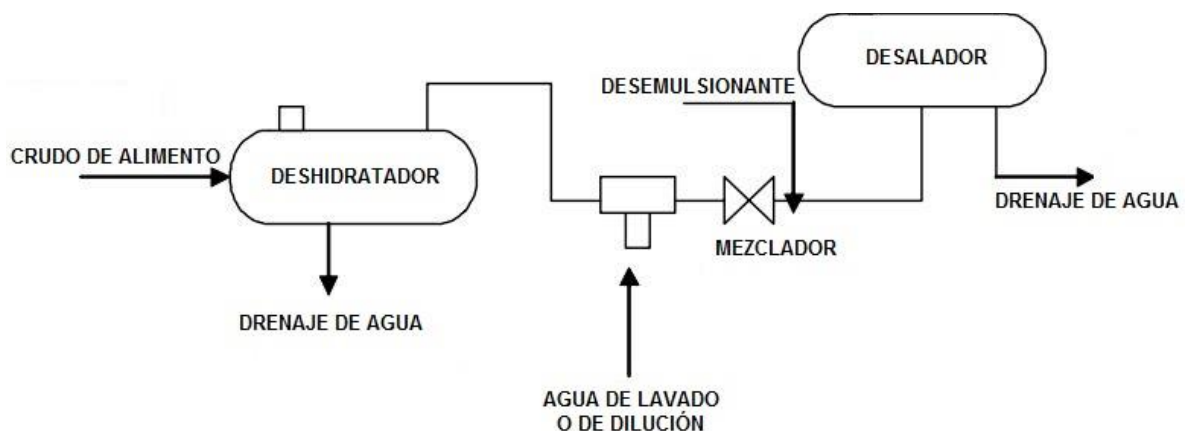 CRUDO DE ALIMENTO
DESHIDRATADOR
DRENAJE DE AGUA
AGUA DE LAVADO
O DE DILUCIÓN
DESEMULSIONANTE
MEZCLADOR
DESALADOR
DRENAJE DE AGUA